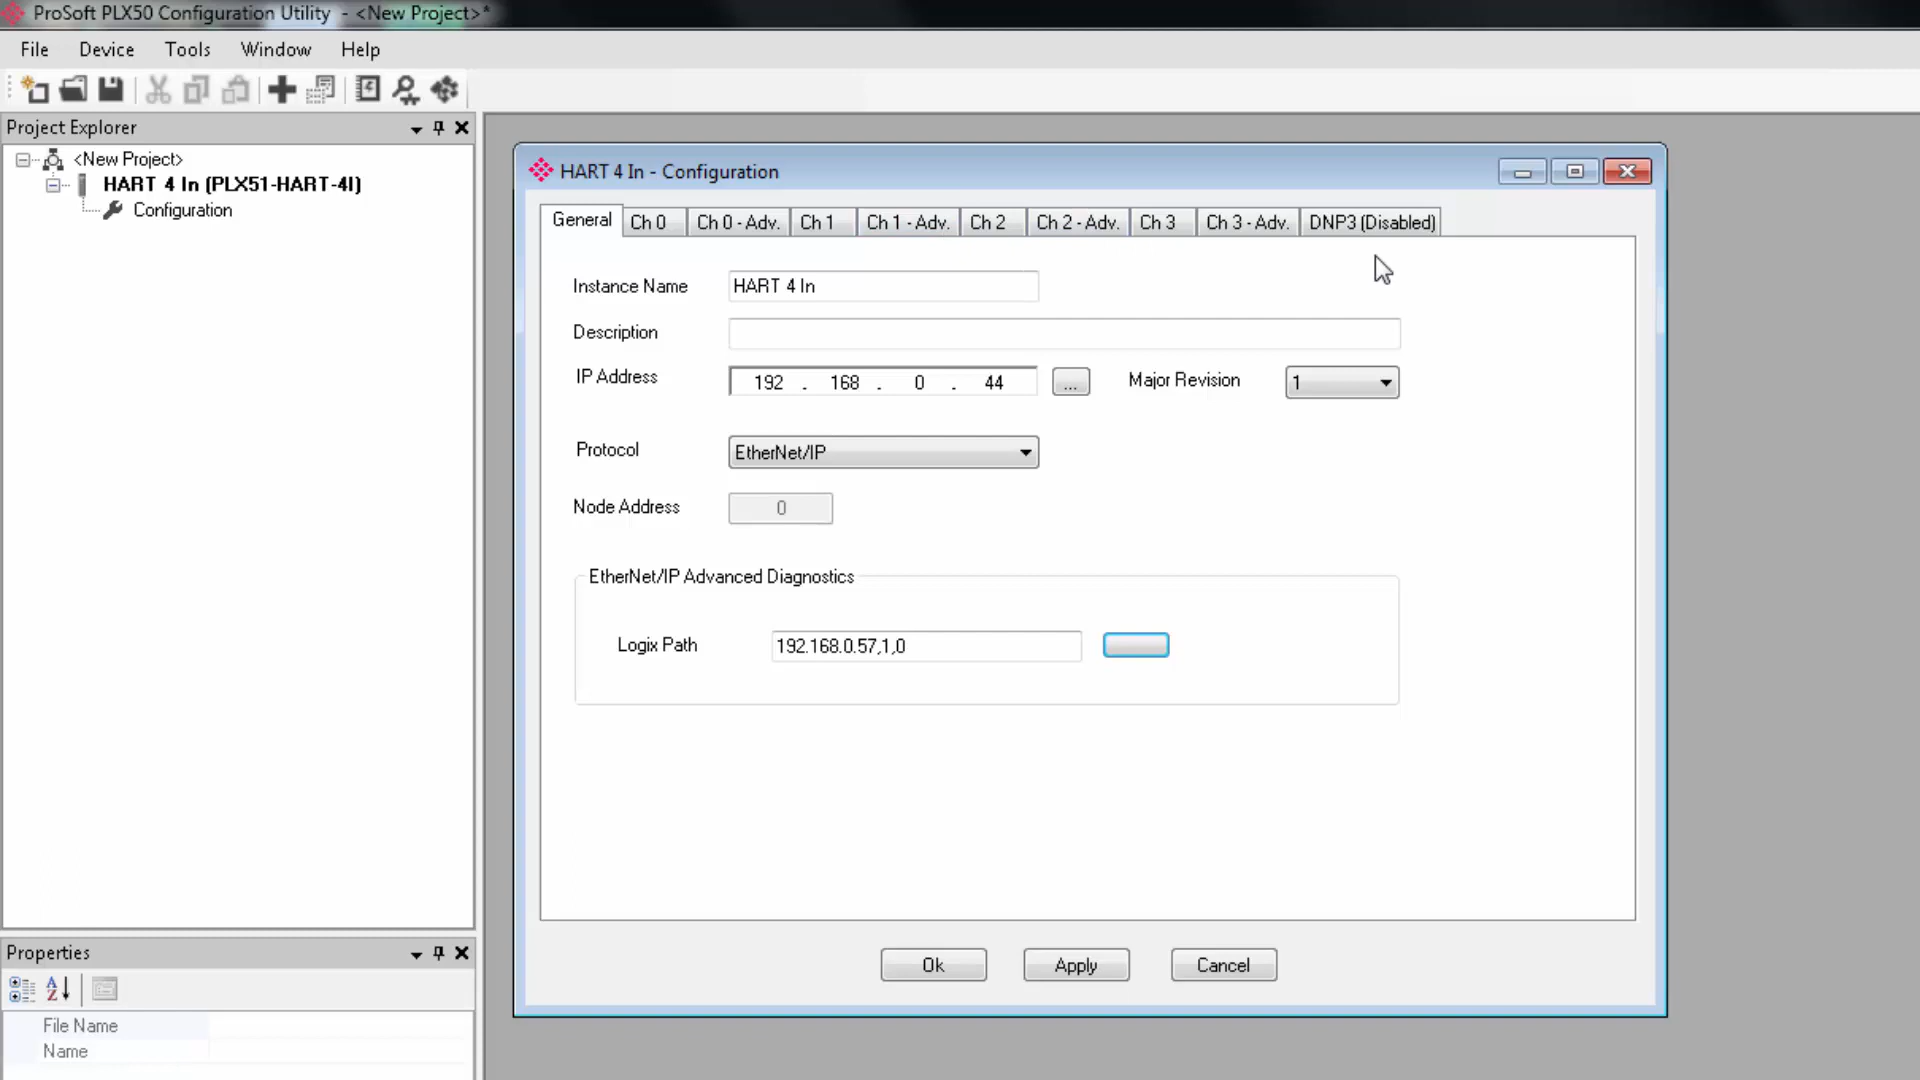 ProSoft PLX50 Configuration Utility - <New Project>*
File Device Tools Window Help
Project Explorer
<New Project>
HART 4 In (PLX51-HART-4I)
Configuration
HART 4 In - Configuration
General Ch 0 Ch 0 - Adv. Ch 1 Ch 1 - Adv. Ch 2 Ch 2 - Adv. Ch 3 Ch 3 - Adv. DNP3 (Disabled)
Instance Name HART 4 In
Description
IP Address 192 . 168 . 0 . 44 ... Major Revision 1
Protocol EtherNet/IP
Node Address 0
EtherNet/IP Advanced Diagnostics
Logix Path 192.168.0.57,1,0
Ok Apply Cancel
Properties
File Name
Name